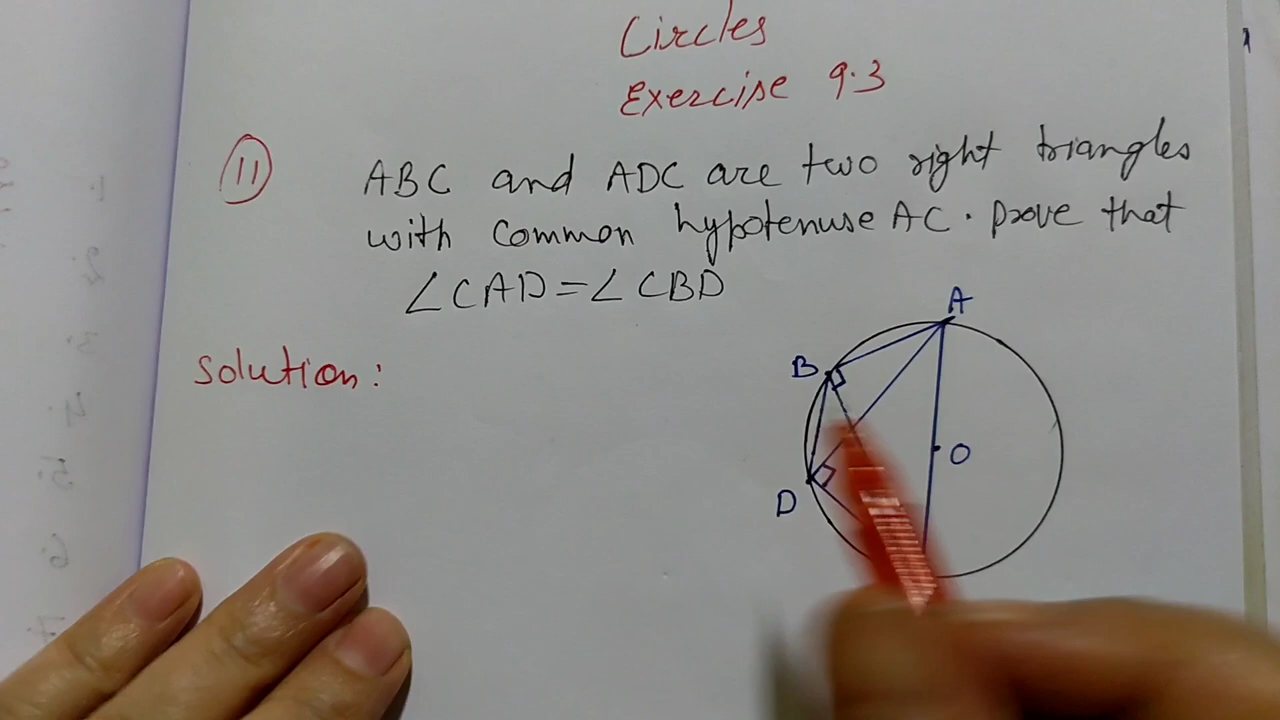 Circles
Exercise 9.3
11 ABC and ADC are two right triangles
with common hypotenuse AC. Prove that
∠CAD=∠CBD
Solution:
A
B
O
D